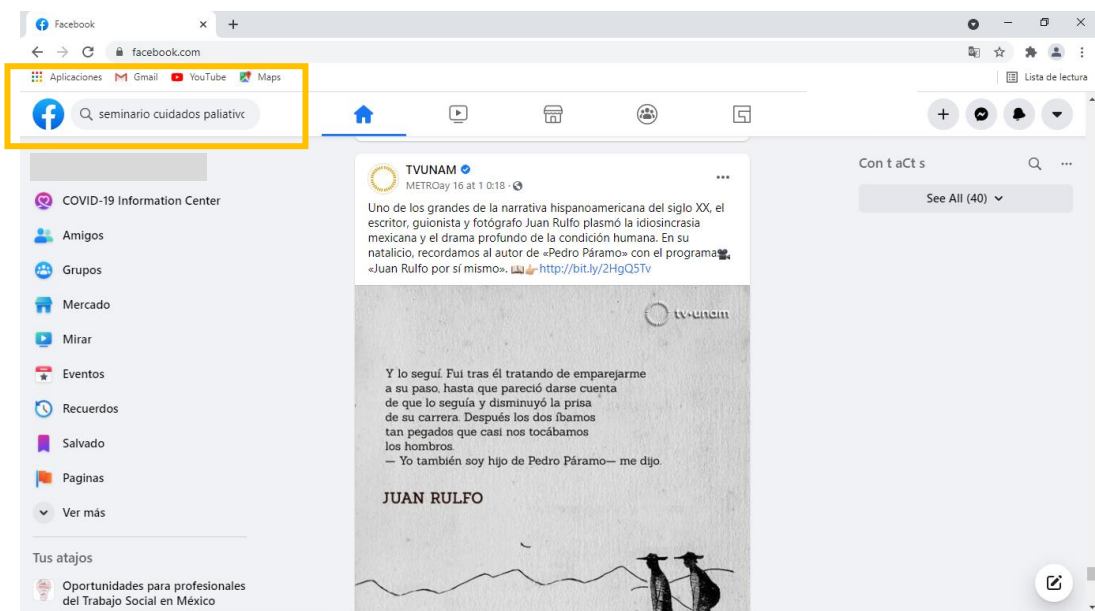 Facebook
facebook.com
Aplicaciones Gmail YouTube Maps
Lista de lectura
seminario cuidados paliativc
COVID-19 Information Center
Amigos
Grupos
Mercado
Mirar
Eventos
Recuerdos
Salvado
Paginas
Ver más
Tus atajos
Oportunidades para profesionales
del Trabajo Social en México
TVUNAM
METROay 16 at 1 0:18
Uno de los grandes de la narrativa hispanoamericana del siglo XX, el
escritor, guionista y fotógrafo Juan Rulfo plasmó la idiosincrasia
mexicana y el drama profundo de la condición humana. En su
natalicio, recordamos al autor de «Pedro Páramo» con el programa
«Juan Rulfo por sí mismo». http://bit.ly/2HgQ5Tv
tv•unam
Y lo seguí. Fui tras él tratando de emparejarme
a su paso, hasta que pareció darse cuenta
de que lo seguía y disminuyó la prisa
de su carrera. Después los dos íbamos
tan pegados que casi nos tocábamos
los hombros.
— Yo también soy hijo de Pedro Páramo— me dijo.
JUAN RULFO
Con t aCt s
See All (40)